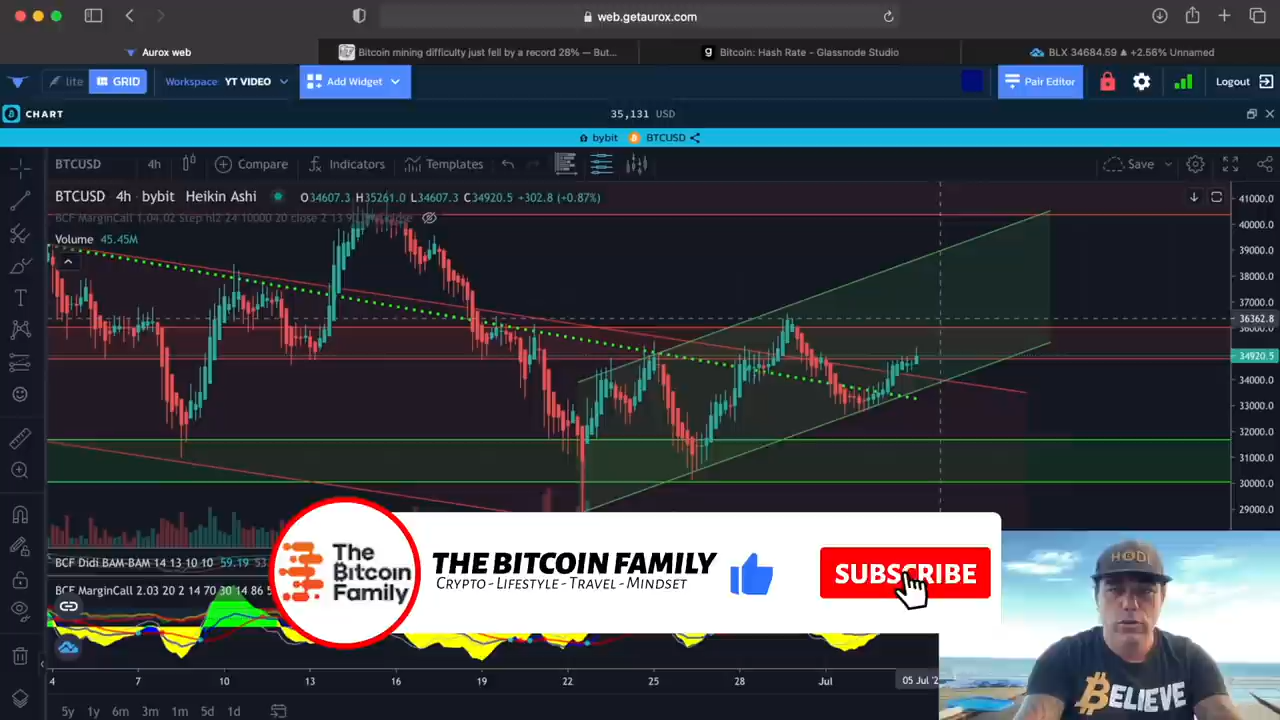 web.getaurox.com
Aurox web
Bitcoin mining difficulty just fell by a record 28% — But...
Bitcoin: Hash Rate - Glassnode Studio
BLX 34684.59 ▲ +2.56% Unnamed
lite
GRID
Workspace: YT VIDEO
Add Widget
Pair Editor
Logout
CHART
35,131 USD
bybit BTCUSD
BTCUSD
4h
Compare
Indicators
Templates
Save
BTCUSD 4h bybit Heikin Ashi
O34607.3 H35261.0 L34607.3 C34920.5 +302.8 (+0.87%)
Volume 45.45M
41000.0
40000.0
39000.0
38000.0
37000.0
36362.8
34920.5
34000.0
33000.0
32000.0
31000.0
30000.0
29000.0
BCF Didi BAM-BAM 14 13 10 10 59.19
BCF MarginCall 2.03 20 2 14 70 30 14 86 5
The
Bitcoin
Family
THE BITCOIN FAMILY
CRYPTO - LIFESTYLE - TRAVEL - MINDSET
SUBSCRIBE
HODL
BELIEVE
4 7 10 13 16 19 22 25 28 Jul 05 Jul '2
5y 1y 6m 3m 1m 5d 1d